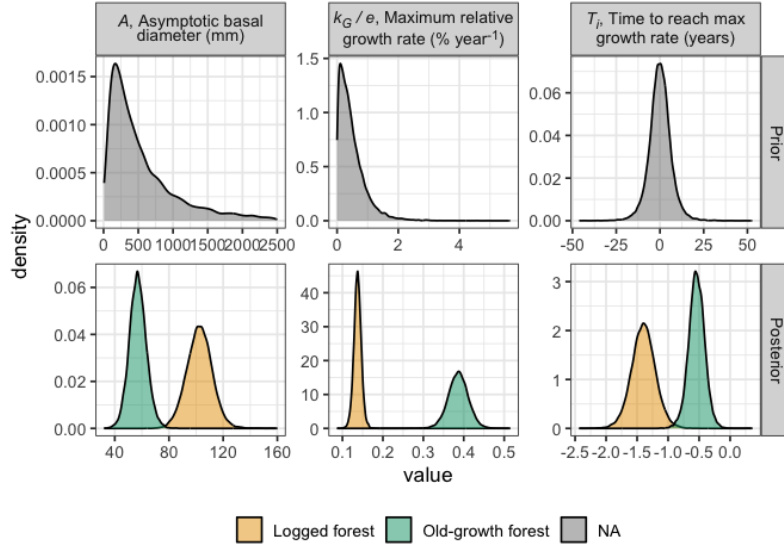 A, Asymptotic basal
diameter (mm)
k_G / e, Maximum relative
growth rate (% year⁻¹)
T_i, Time to reach max
growth rate (years)
0.0015
0.0010
0.0005
0.0000
0 500 1000 1500 2000 2500
1.5
1.0
0.5
0.0
0 2 4
0.06
0.04
0.02
0.00
-50 -25 0 25 50
Prior
density
0.06
0.04
0.02
0.00
40 80 120 160
40
30
20
10
0
0.1 0.2 0.3 0.4 0.5
3
2
1
0
-2.5 -2.0 -1.5 -1.0 -0.5 0.0
Posterior
value
Logged forest Old-growth forest NA